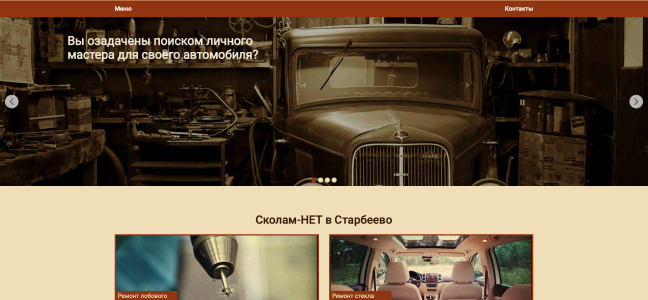 Меню
Контакты
Вы озадачены поиском личного
мастера для своего автомобиля?
Сколам-НЕТ в Старбеево
Ремонт лобового
Ремонт стекла